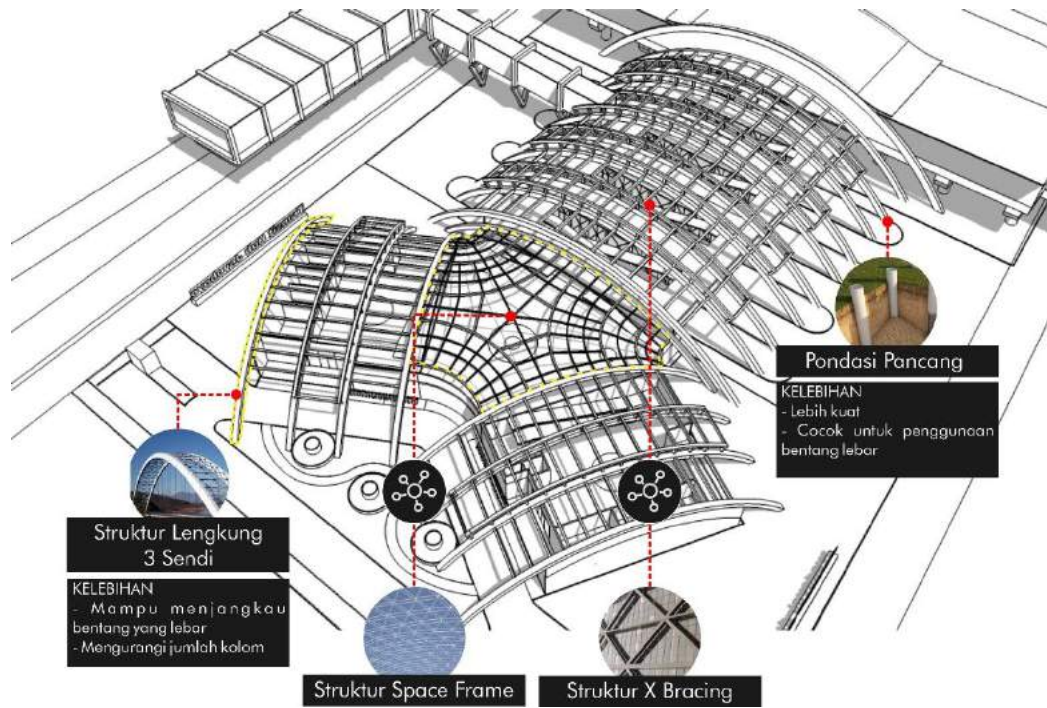 Pondasi Pancang
KELEBIHAN
- Lebih kuat
- Cocok untuk penggunaan
bentang lebar
Struktur Lengkung
3 Sendi
KELEBIHAN
- Mampu menjangkau
bentang yang lebar
- Mengurangi jumlah kolom
Struktur Space Frame
Struktur X Bracing